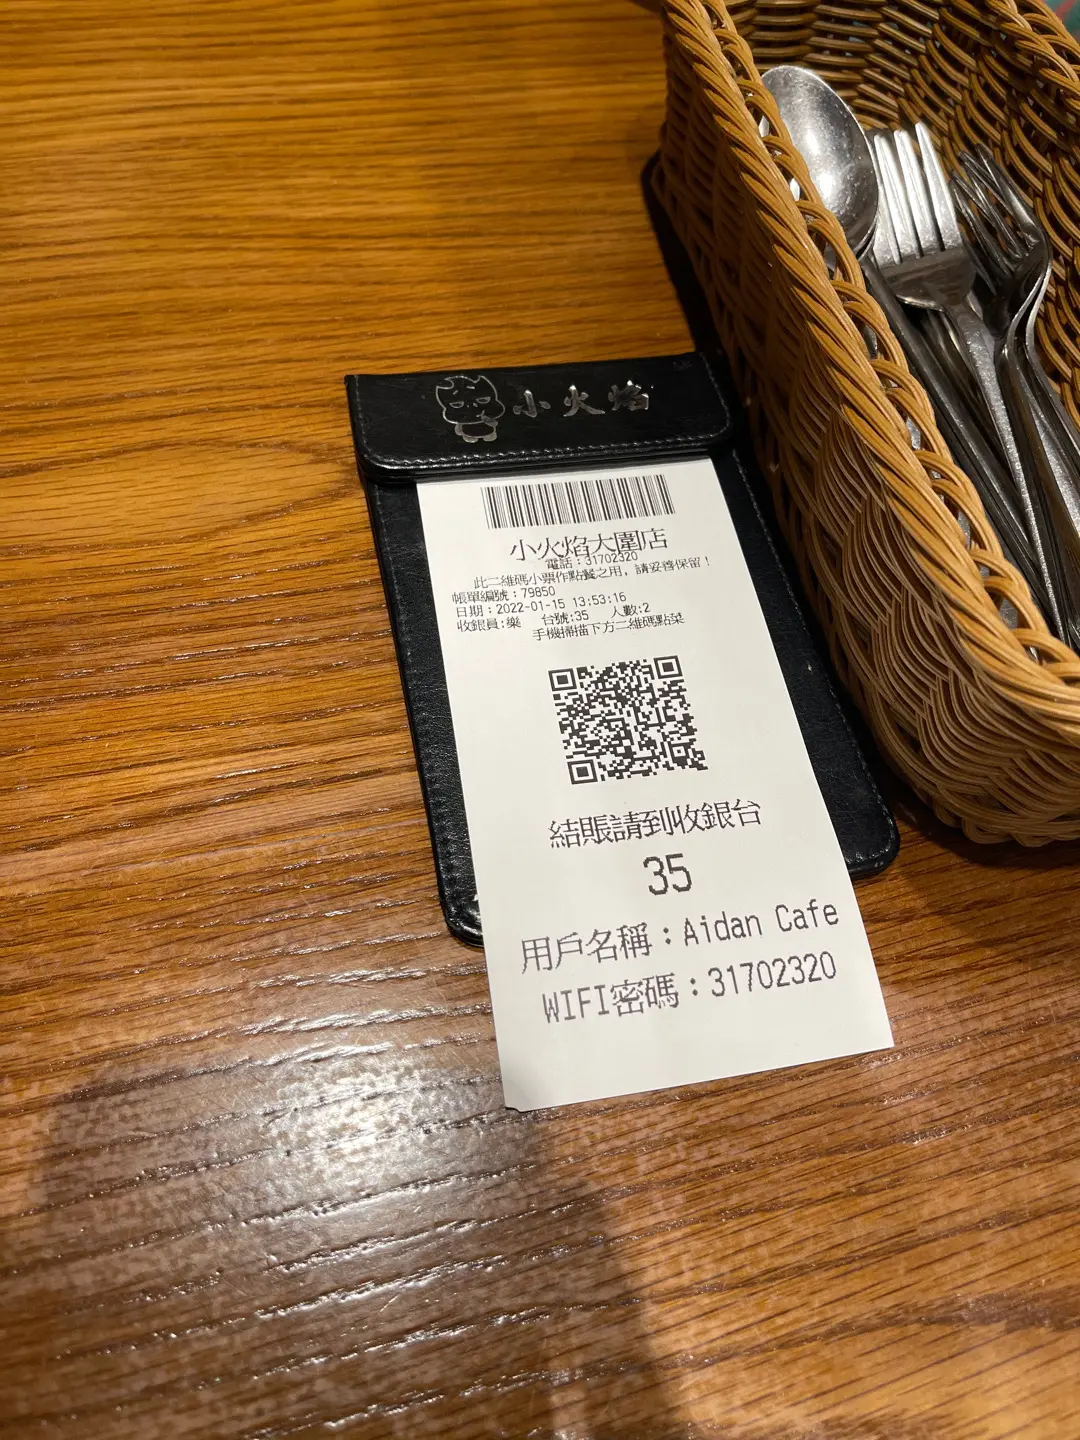 小火焰
小火焰大圍店
電話：31702320
此二維碼小票作點餐之用，請妥善保留！
帳單編號：79850
日期：2022-01-15 13:53:16
收銀員:樂 台號:35 人數:2
手機掃描下方二維碼點菜
結賬請到收銀台
35
用戶名稱：Aidan Cafe
WIFI密碼：31702320